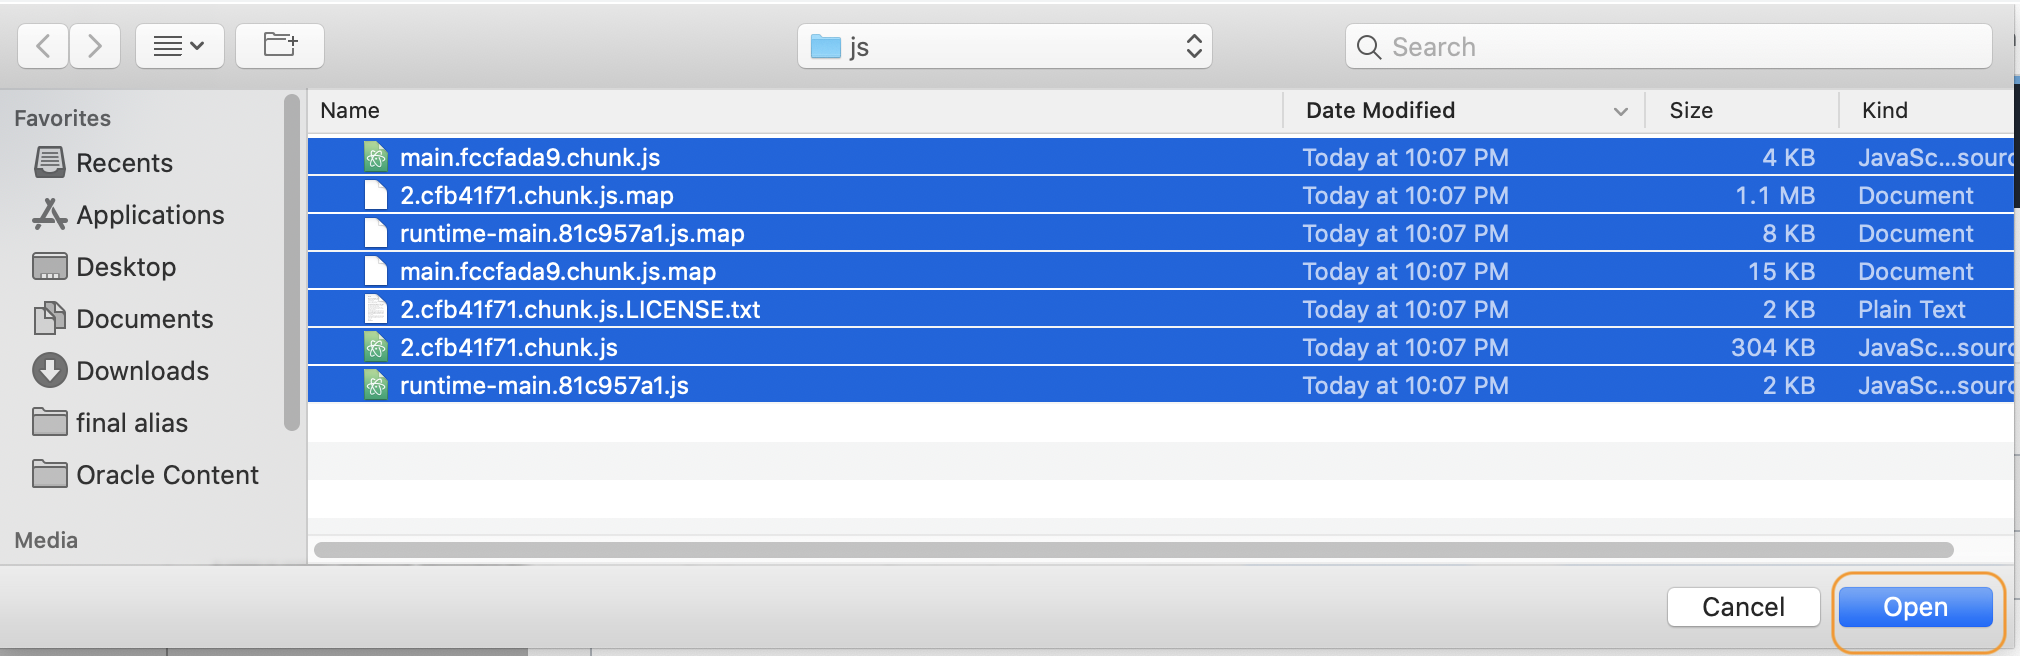 js
Search
Favorites
Recents
Applications
Desktop
Documents
Downloads
final alias
Oracle Content
Media
Name Date Modified Size Kind
main.fccfada9.chunk.js Today at 10:07 PM 4 KB JavaSc...sourc
2.cfb41f71.chunk.js.map Today at 10:07 PM 1.1 MB Document
runtime-main.81c957a1.js.map Today at 10:07 PM 8 KB Document
main.fccfada9.chunk.js.map Today at 10:07 PM 15 KB Document
2.cfb41f71.chunk.js.LICENSE.txt Today at 10:07 PM 2 KB Plain Text
2.cfb41f71.chunk.js Today at 10:07 PM 304 KB JavaSc...sourc
runtime-main.81c957a1.js Today at 10:07 PM 2 KB JavaSc...sourc
Cancel Open